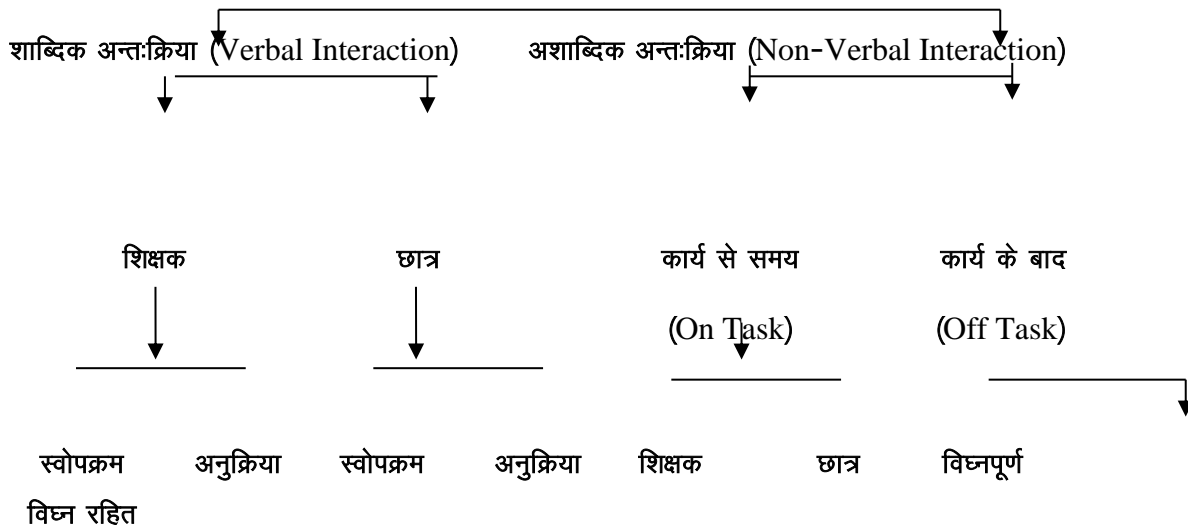 शाब्दिक अन्तःक्रिया (Verbal Interaction) अशाब्दिक अन्तःक्रिया (Non-Verbal Interaction)
शिक्षक छात्र कार्य से समय कार्य के बाद
(On Task) (Off Task)
स्वोपक्रम अनुक्रिया स्वोपक्रम अनुक्रिया शिक्षक छात्र विघ्नपूर्ण
विघ्न रहित